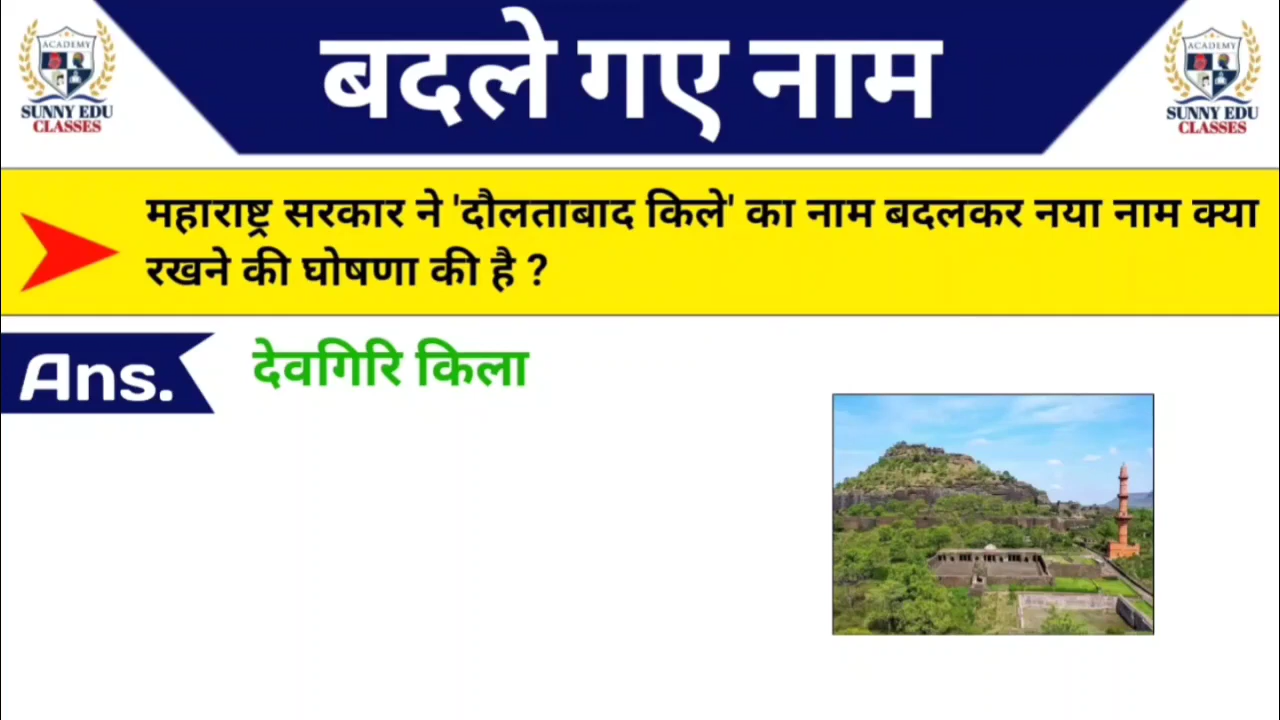 ACADEMY
SUNNY EDU
CLASSES
बदले गए नाम
ACADEMY
SUNNY EDU
CLASSES
महाराष्ट्र सरकार ने 'दौलताबाद किले' का नाम बदलकर नया नाम क्या
रखने की घोषणा की है ?
Ans.
देवगिरि किला